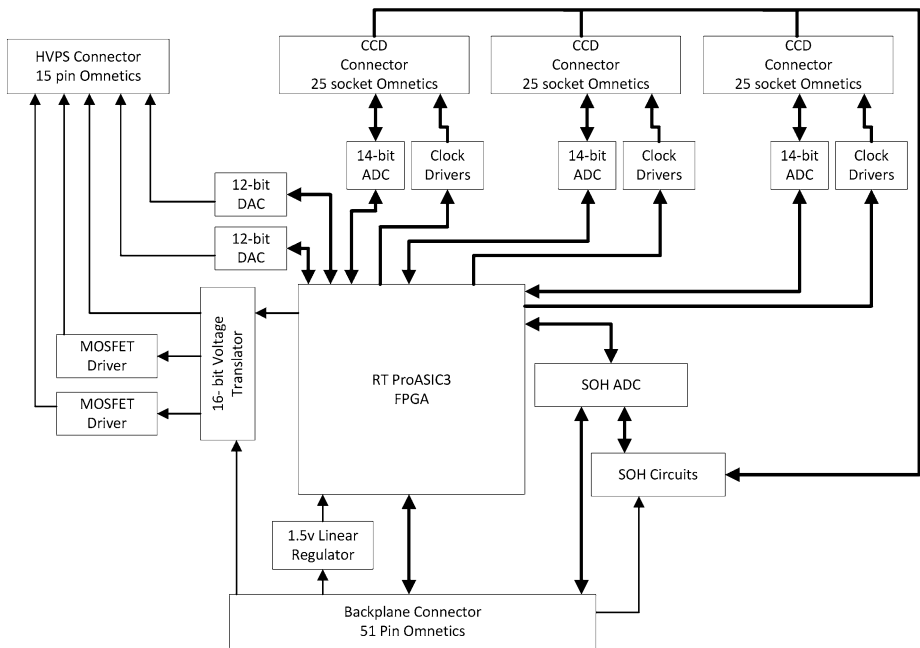 HVPS Connector
15 pin Omnetics
CCD
Connector
25 socket Omnetics
CCD
Connector
25 socket Omnetics
CCD
Connector
25 socket Omnetics
14-bit
ADC
Clock
Drivers
14-bit
ADC
Clock
Drivers
14-bit
ADC
Clock
Drivers
12-bit
DAC
12-bit
DAC
16- bit Voltage
Translator
MOSFET
Driver
MOSFET
Driver
RT ProASIC3
FPGA
SOH ADC
SOH Circuits
1.5v Linear
Regulator
Backplane Connector
51 Pin Omnetics